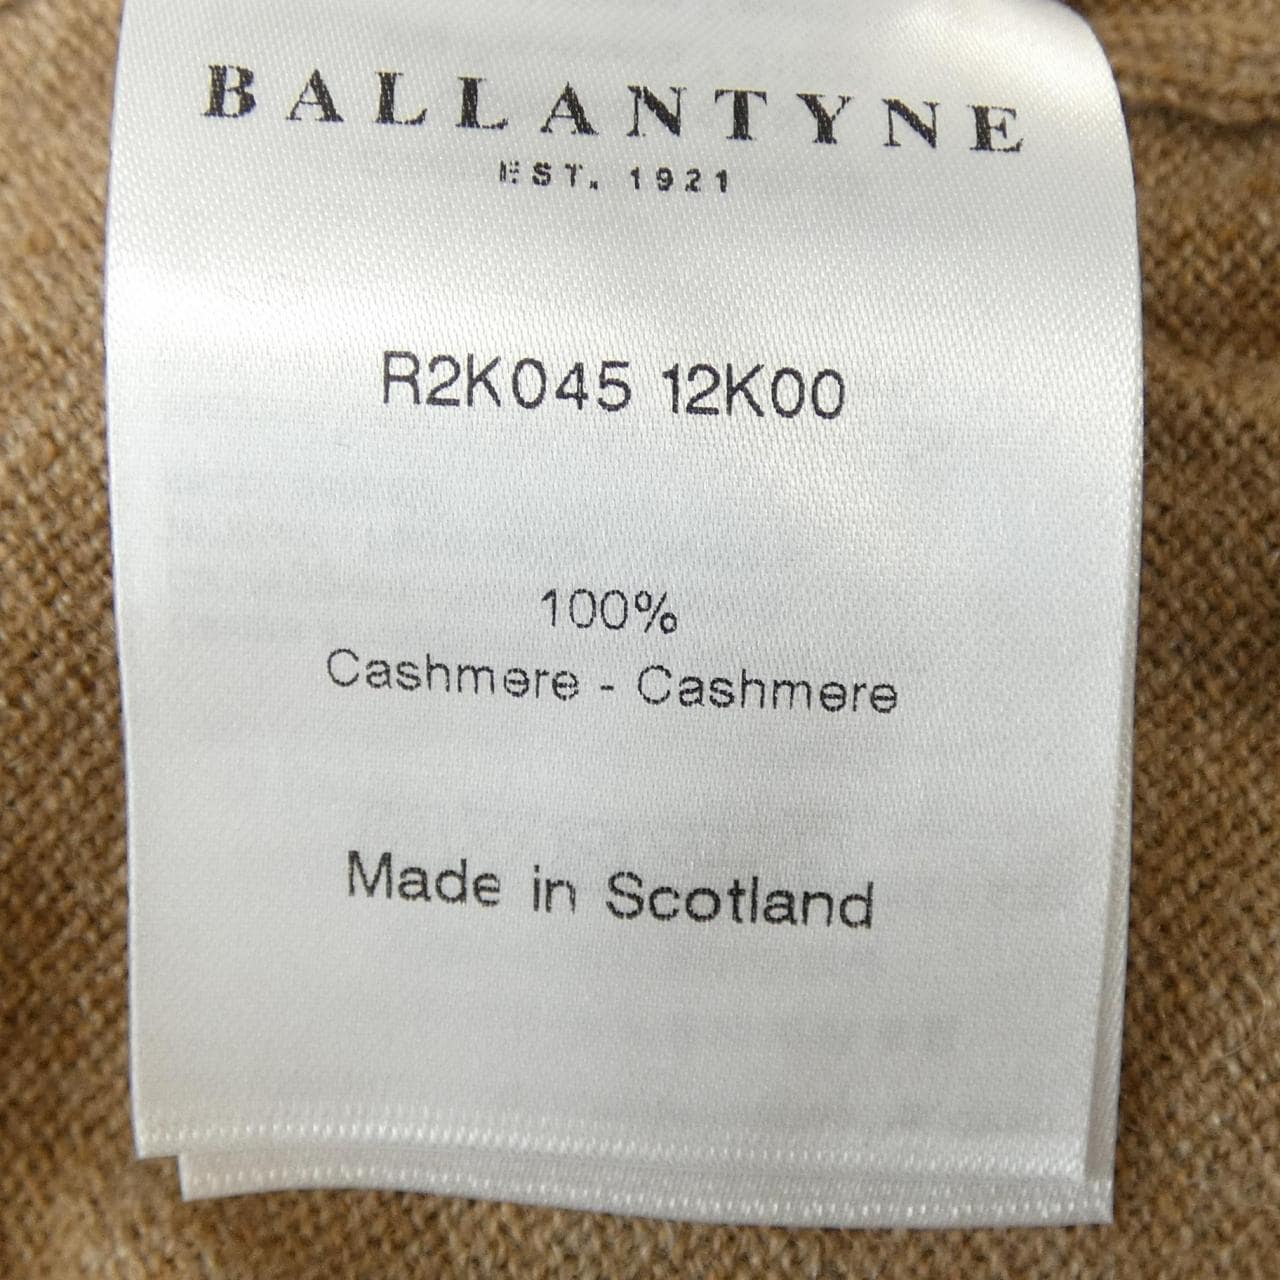 BALLANTYNE
EST. 1921
R2K045 12K00
100%
Cashmere - Cashmere
Made in Scotland